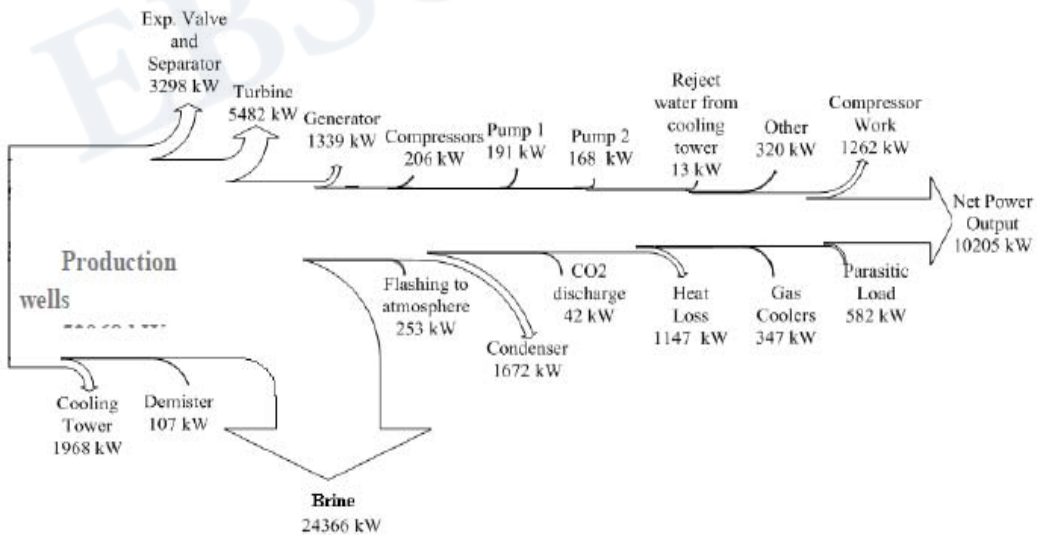 Exp. Valve
and
Separator
3298 kW
Turbine
5482 kW
Generator
1339 kW
Compressors
206 kW
Pump 1
191 kW
Pump 2
168 kW
Reject
water from
cooling
tower
13 kW
Other
320 kW
Compressor
Work
1262 kW
Net Power
Output
10205 kW
Production
wells
Flashing to
atmosphere
253 kW
Condenser
1672 kW
CO2
discharge
42 kW
Heat
Loss
1147 kW
Gas
Coolers
347 kW
Parasitic
Load
582 kW
Cooling
Tower
1968 kW
Demister
107 kW
Brine
24366 kW